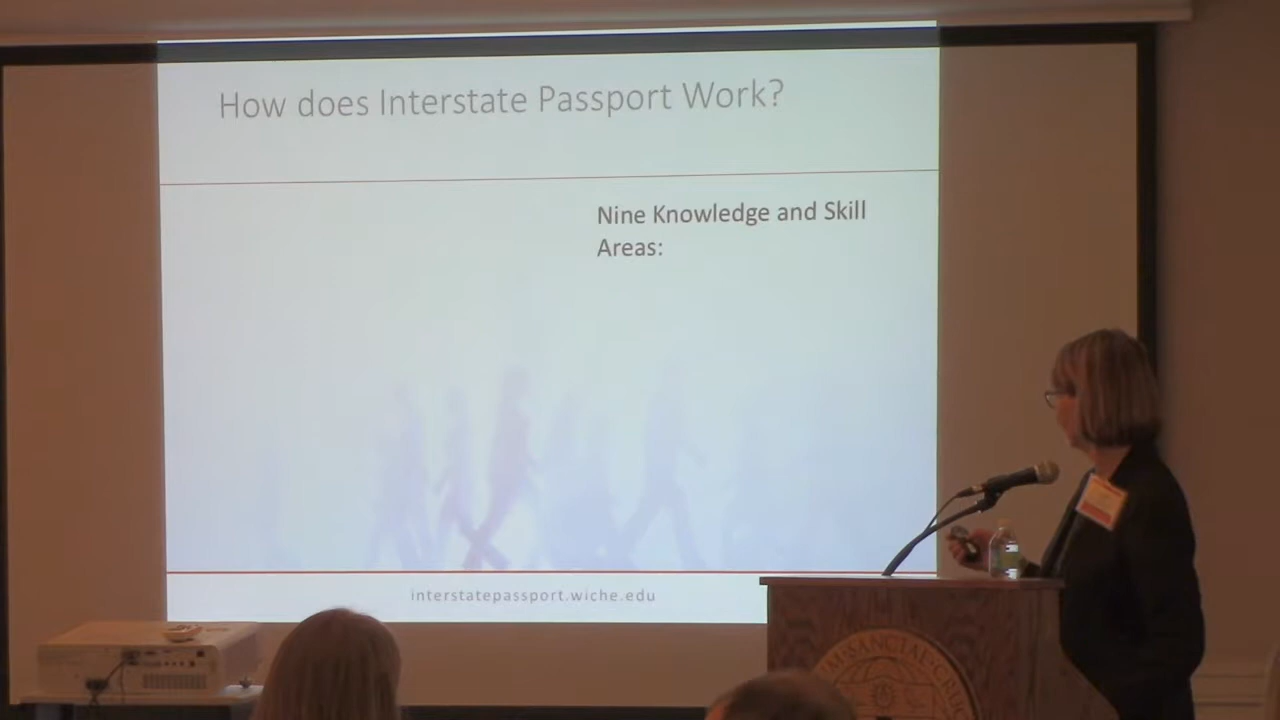 How does Interstate Passport Work?
Nine Knowledge and Skill
Areas:
interstatepassport.wiche.edu